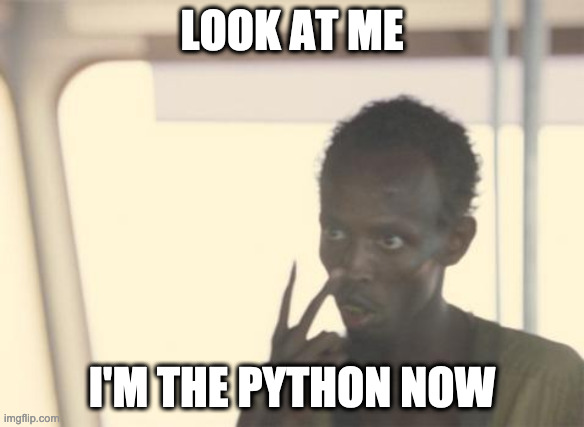 LOOK AT ME
I'M THE PYTHON NOW
imgflip.com